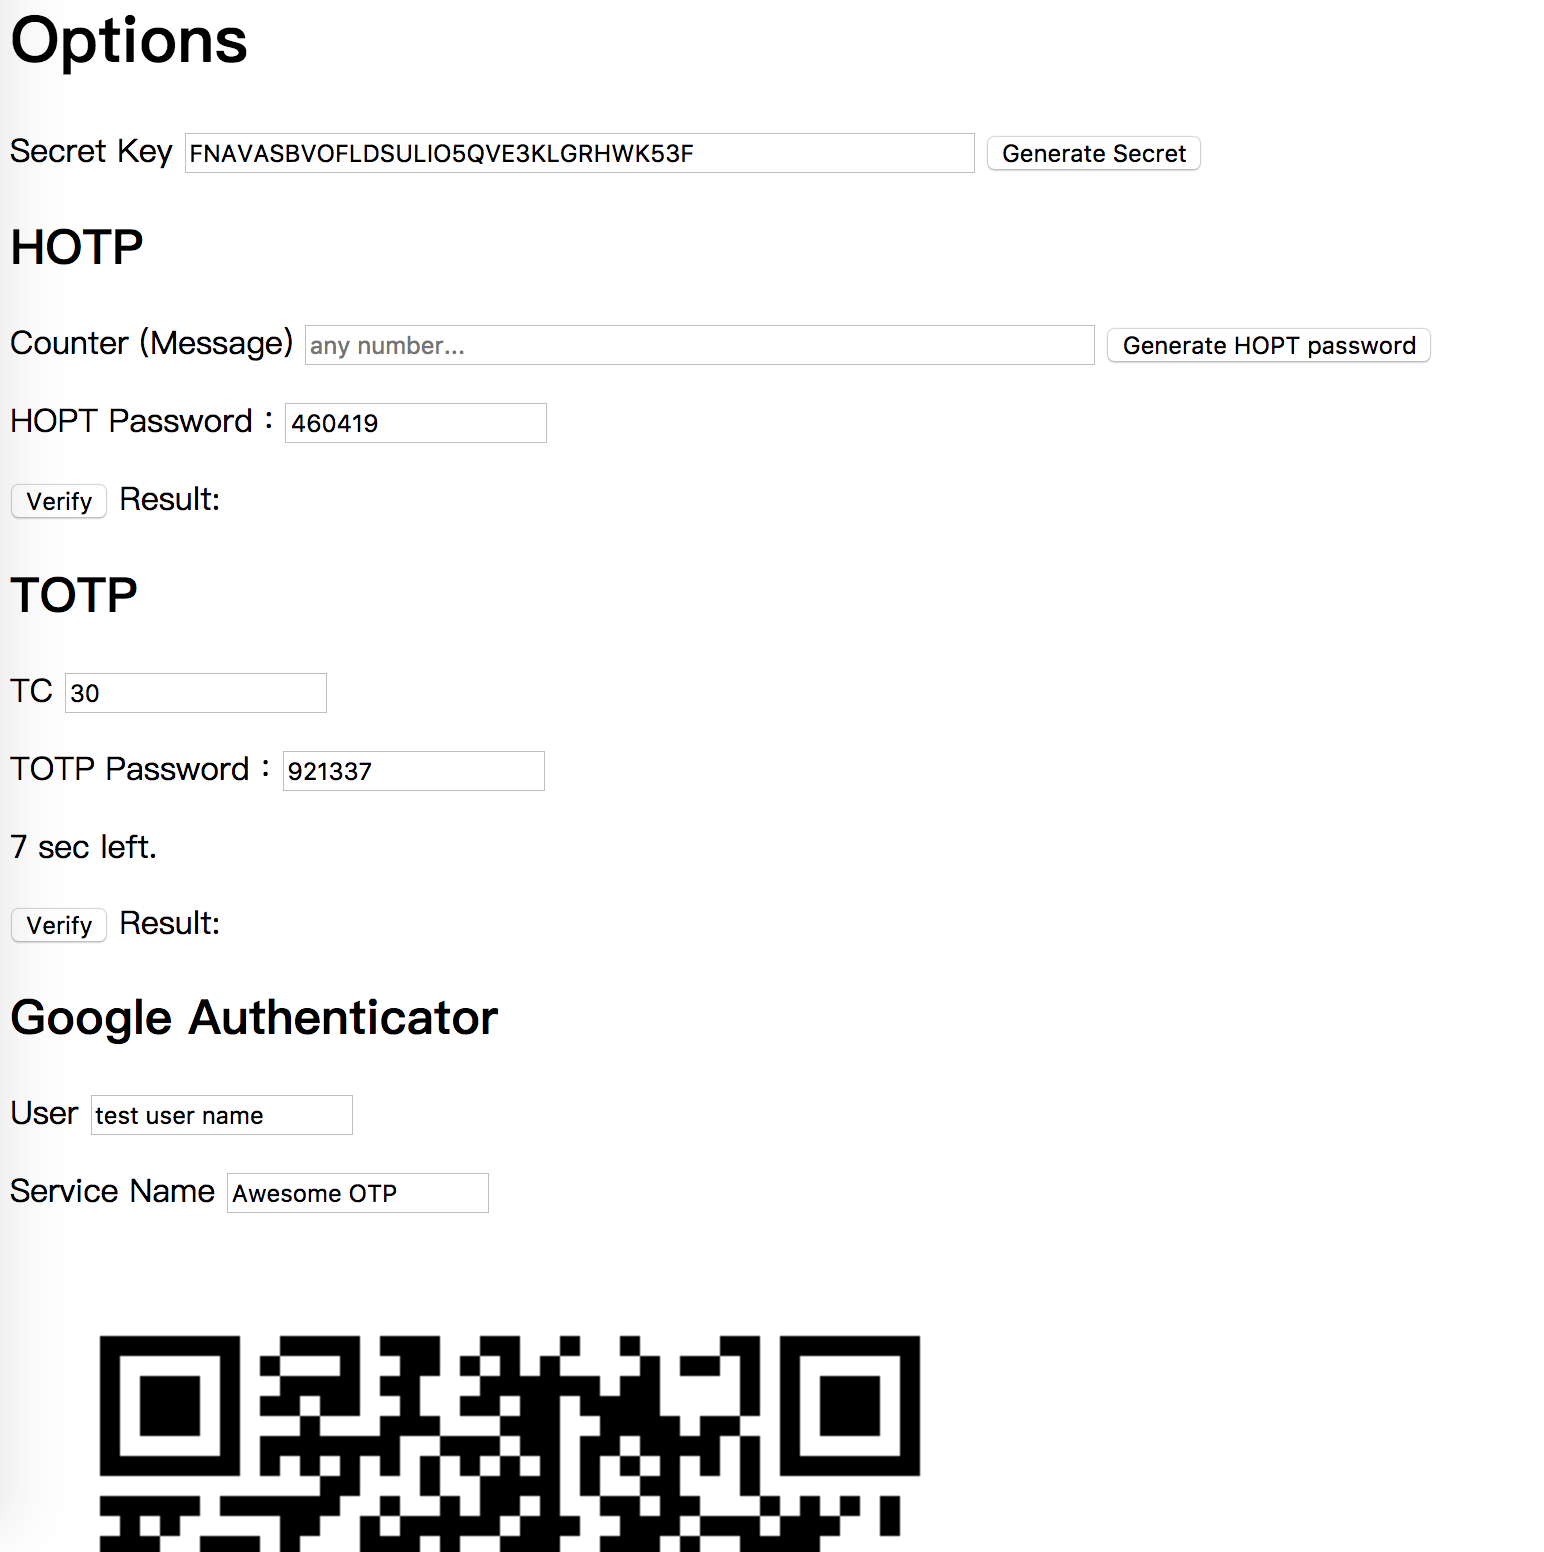 Options
Secret Key FNAVASBVOFLDSULIO5QVE3KLGRHWK53F Generate Secret
HOTP
Counter (Message) any number... Generate HOPT password
HOPT Password： 460419
Verify Result:
TOTP
TC 30
TOTP Password： 921337
7 sec left.
Verify Result:
Google Authenticator
User test user name
Service Name Awesome OTP